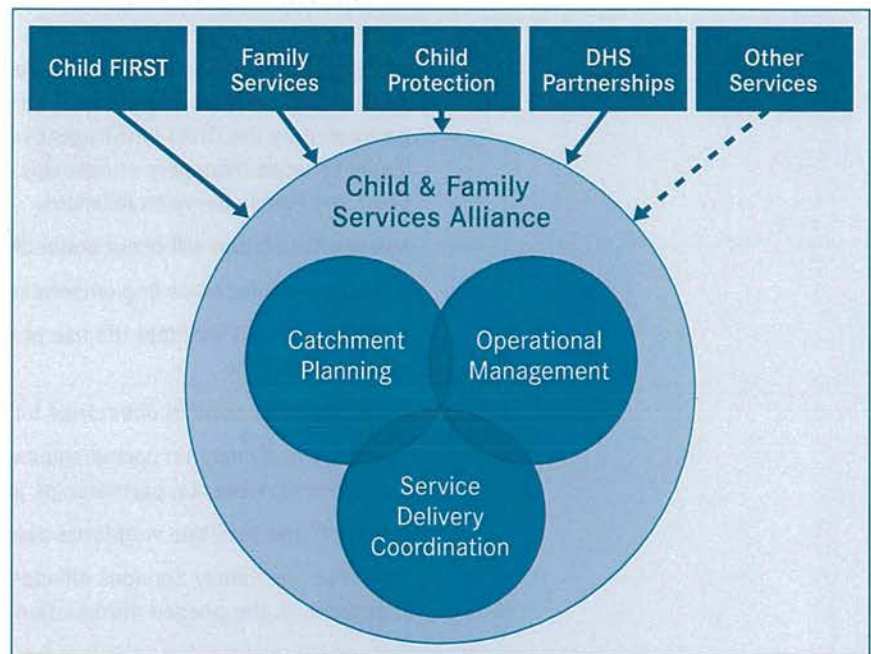 Child FIRST
Family
Services
Child
Protection
DHS
Partnerships
Other
Services
Child & Family
Services Alliance
Catchment
Planning
Operational
Management
Service
Delivery
Coordination